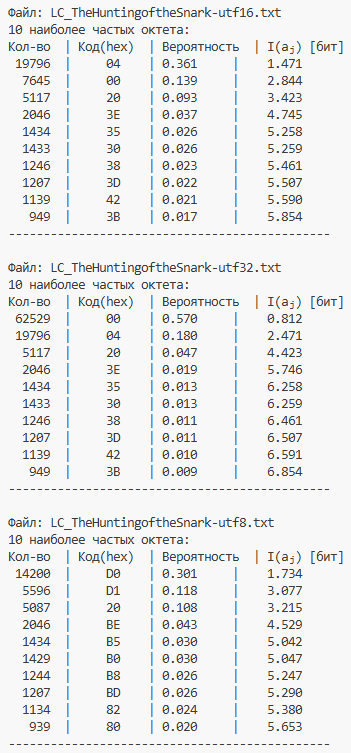 Файл: LC_TheHuntingoftheSnark-utf16.txt
10 наиболее частых октета:
Кол-во | Код(hex) | Вероятность | I(aⱼ) [бит]
19796 | 04 | 0.361 | 1.471
7645 | 00 | 0.139 | 2.844
5117 | 20 | 0.093 | 3.423
2046 | 3E | 0.037 | 4.745
1434 | 35 | 0.026 | 5.258
1433 | 30 | 0.026 | 5.259
1246 | 38 | 0.023 | 5.461
1207 | 3D | 0.022 | 5.507
1139 | 42 | 0.021 | 5.590
949 | 3B | 0.017 | 5.854
------------------------------------------
Файл: LC_TheHuntingoftheSnark-utf32.txt
10 наиболее частых октета:
Кол-во | Код(hex) | Вероятность | I(aⱼ) [бит]
62529 | 00 | 0.570 | 0.812
19796 | 04 | 0.180 | 2.471
5117 | 20 | 0.047 | 4.423
2046 | 3E | 0.019 | 5.746
1434 | 35 | 0.013 | 6.258
1433 | 30 | 0.013 | 6.259
1246 | 38 | 0.011 | 6.461
1207 | 3D | 0.011 | 6.507
1139 | 42 | 0.010 | 6.591
949 | 3B | 0.009 | 6.854
------------------------------------------
Файл: LC_TheHuntingoftheSnark-utf8.txt
10 наиболее частых октета:
Кол-во | Код(hex) | Вероятность | I(aⱼ) [бит]
14200 | D0 | 0.301 | 1.734
5596 | D1 | 0.118 | 3.077
5087 | 20 | 0.108 | 3.215
2046 | BE | 0.043 | 4.529
1434 | B5 | 0.030 | 5.042
1429 | B0 | 0.030 | 5.047
1244 | B8 | 0.026 | 5.247
1207 | BD | 0.026 | 5.290
1134 | 82 | 0.024 | 5.380
939 | 80 | 0.020 | 5.653
------------------------------------------